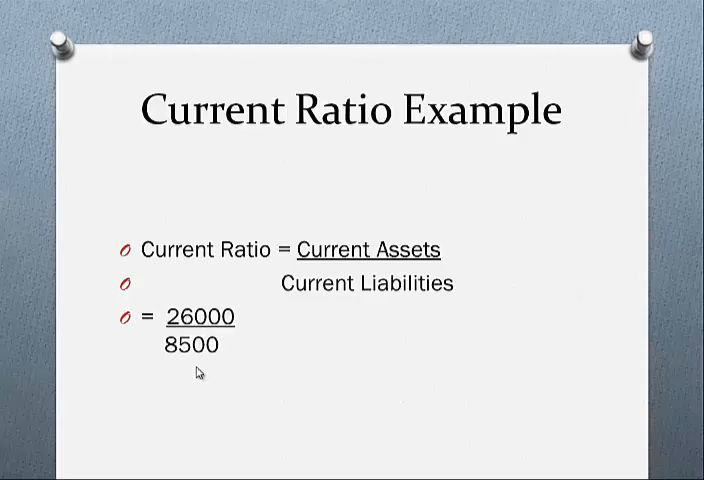 Current Ratio Example
Current Ratio = Current Assets
Current Liabilities
= 26000
8500